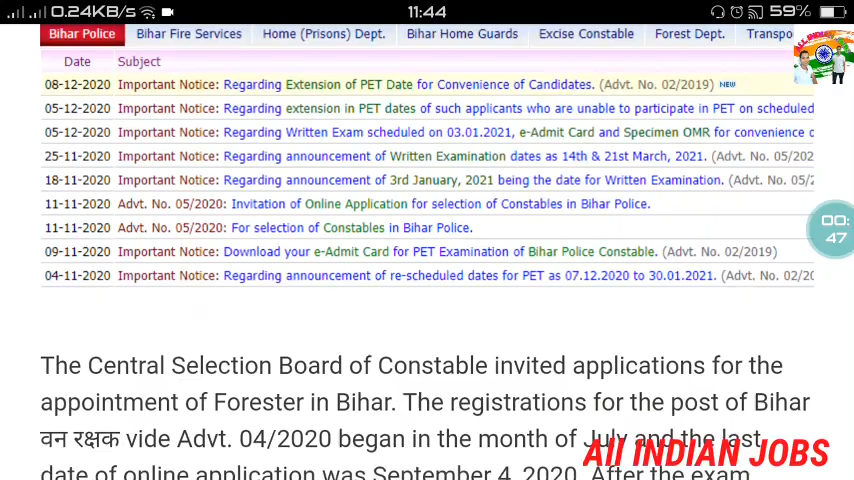 0.24KB/s 11:44 59%
Bihar Police Bihar Fire Services Home (Prisons) Dept. Bihar Home Guards Excise Constable Forest Dept. Transpo
Date Subject
08-12-2020 Important Notice: Regarding Extension of PET Date for Convenience of Candidates. (Advt. No. 02/2019) NEW
05-12-2020 Important Notice: Regarding extension in PET dates of such applicants who are unable to participate in PET on scheduled
05-12-2020 Important Notice: Regarding Written Exam scheduled on 03.01.2021, e-Admit Card and Specimen OMR for convenience o
25-11-2020 Important Notice: Regarding announcement of Written Examination dates as 14th & 21st March, 2021. (Advt. No. 05/202
18-11-2020 Important Notice: Regarding announcement of 3rd January, 2021 being the date for Written Examination. (Advt. No. 05/2
11-11-2020 Advt. No. 05/2020: Invitation of Online Application for selection of Constables in Bihar Police.
11-11-2020 Advt. No. 05/2020: For selection of Constables in Bihar Police.
09-11-2020 Important Notice: Download your e-Admit Card for PET Examination of Bihar Police Constable. (Advt. No. 02/2019)
04-11-2020 Important Notice: Regarding announcement of re-scheduled dates for PET as 07.12.2020 to 30.01.2021. (Advt. No. 02/20
00:
47
The Central Selection Board of Constable invited applications for the
appointment of Forester in Bihar. The registrations for the post of Bihar
वन रक्षक vide Advt. 04/2020 began in the month of July and the last
All INDIAN JOBS
date of online application was September 4, 2020. After the exam